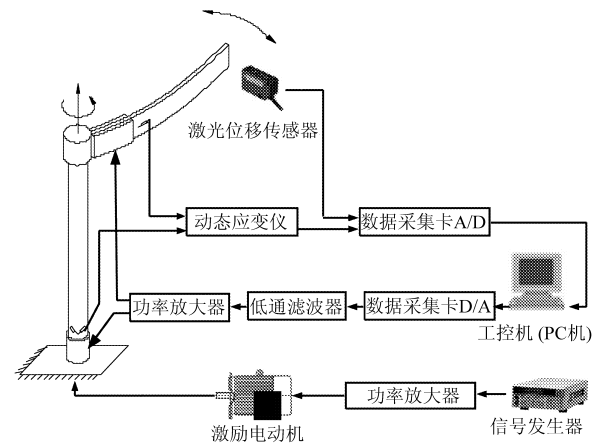 激光位移传感器
动态应变仪
数据采集卡A/D
功率放大器
低通滤波器
数据采集卡D/A
工控机 (PC机)
功率放大器
激励电动机
信号发生器